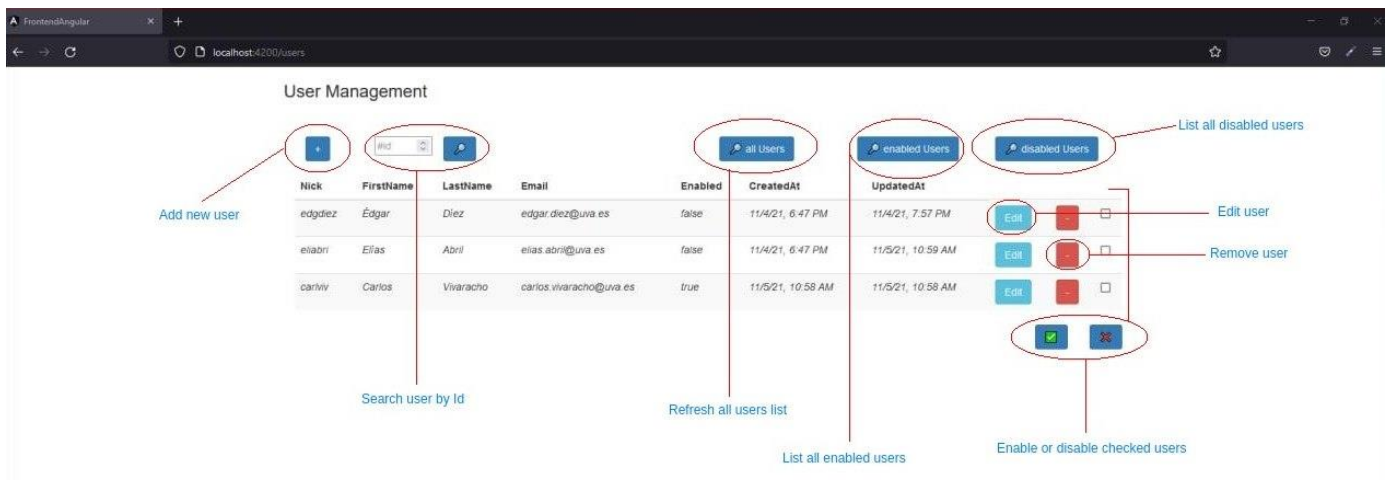 FrontendAngular
localhost:4200/users
User Management
List all disabled users
+ #id all Users enabled Users disabled Users
Nick FirstName LastName Email Enabled CreatedAt UpdatedAt
Add new user
edgdiez Édgar Díez edgar.diez@uva.es false 11/4/21, 6:47 PM 11/4/21, 7:57 PM Edit -
Edit user
eliabri Elías Abril elias.abril@uva.es false 11/4/21, 6:47 PM 11/5/21, 10:59 AM Edit -
Remove user
carlviv Carlos Vivaracho carlos.vivaracho@uva.es true 11/5/21, 10:58 AM 11/5/21, 10:58 AM Edit -
Search user by Id
Refresh all users list
Enable or disable checked users
List all enabled users